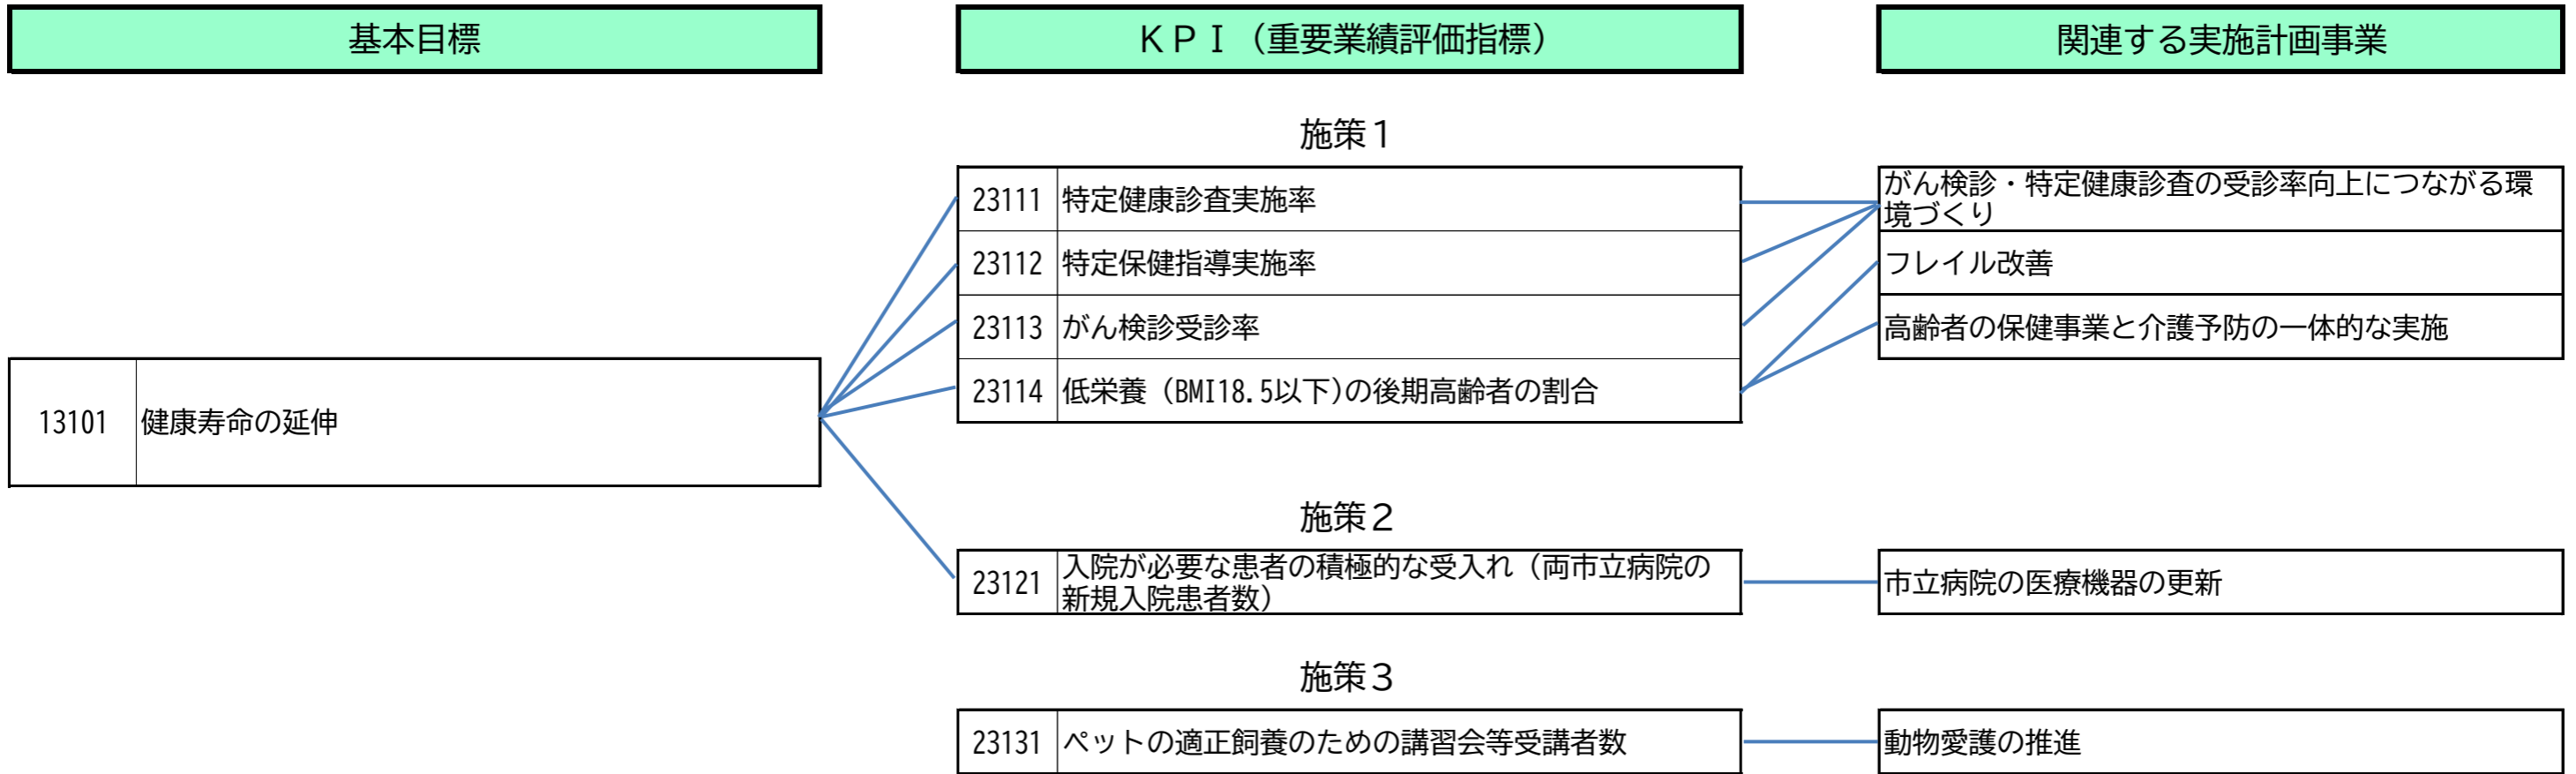 基本目標
ＫＰＩ（重要業績評価指標）
関連する実施計画事業
施策１
23111 特定健康診査実施率
がん検診・特定健康診査の受診率向上につながる環
境づくり
23112 特定保健指導実施率
フレイル改善
23113 がん検診受診率
高齢者の保健事業と介護予防の一体的な実施
23114 低栄養（BMI18.5以下)の後期高齢者の割合
13101 健康寿命の延伸
施策２
23121 入院が必要な患者の積極的な受入れ（両市立病院の
新規入院患者数）
市立病院の医療機器の更新
施策３
23131 ペットの適正飼養のための講習会等受講者数
動物愛護の推進